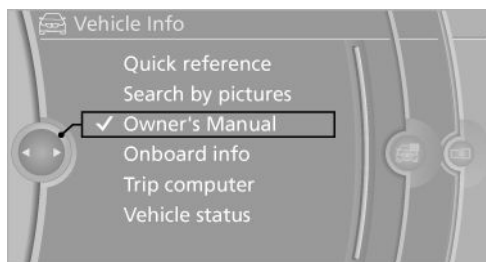 Vehicle Info
Quick reference
Search by pictures
✓ Owner's Manual
Onboard info
Trip computer
Vehicle status